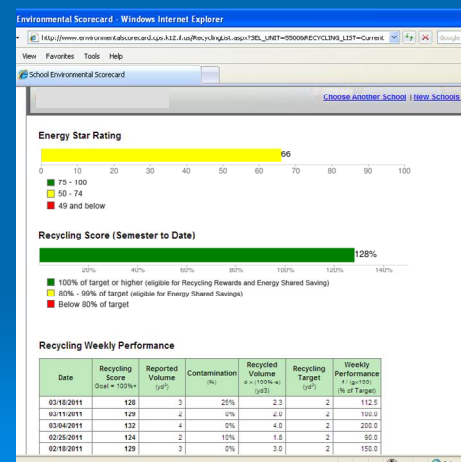 Environmental Scorecard - Windows Internet Explorer
http://www.environmentalscorecard.cps.k12.il.us/RecyclingList.aspx?SEL_UNIT=5500&RECYCLING_LIST=Current Google
View Favorites Tools Help
School Environmental Scorecard
Choose Another School | New Schools
Energy Star Rating
66
0 10 20 30 40 50 60 70 80 90 100
75 - 100
50 - 74
49 and below
Recycling Score (Semester to Date)
128%
20% 40% 60% 80% 100% 120% 140%
100% of target or higher (eligible for Recycling Rewards and Energy Shared Saving)
80% - 99% of target (eligible for Energy Shared Savings)
Below 80% of target
Recycling Weekly Performance
Date Recycling Score Goal = 100%+ Reported Volume (yd³) Contamination (%) Recycled Volume d x (100%-e) (yd3) Recycling Target (yd³) Weekly Performance f / (gx100) (% of Target)
03/18/2011 128 3 25% 2.3 2 112.5
03/11/2011 129 2 0% 2.0 2 100.0
03/04/2011 132 4 0% 4.0 2 200.0
02/25/2011 124 2 10% 1.8 2 90.0
02/18/2011 129 3 0% 3.0 2 150.0